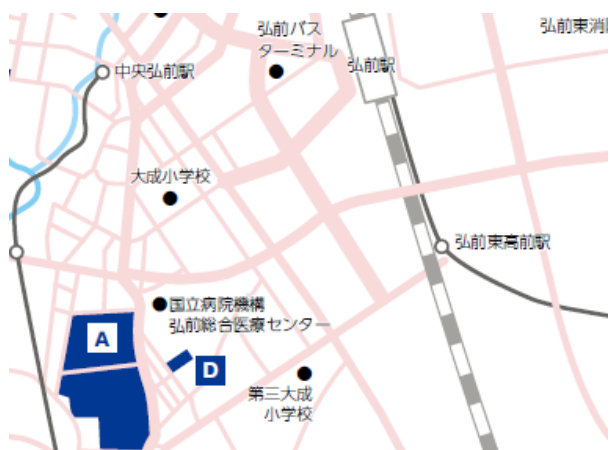 弘前バス
ターミナル
弘前駅
弘前東消
中央弘前駅
大成小学校
弘前東高前駅
国立病院機構
弘前総合医療センター
A
D
第三大成
小学校